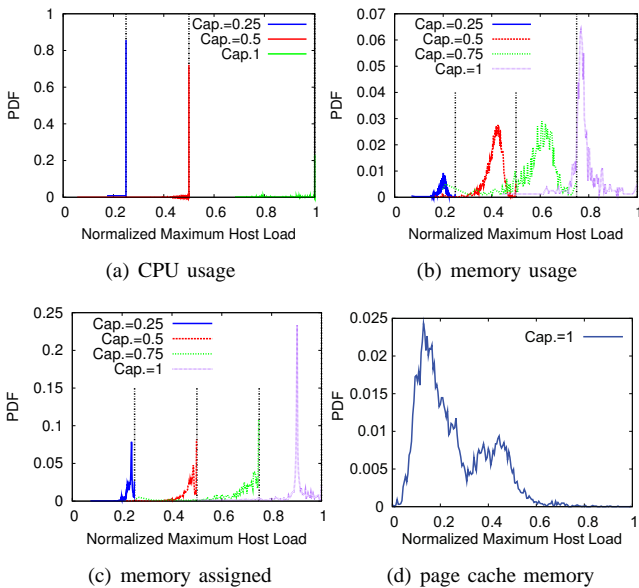 Cap.=0.25
Cap.=0.5
Cap.1
PDF
1
0.8
0.6
0.4
0.2
0
0 0.2 0.4 0.6 0.8 1
Normalized Maximum Host Load
(a) CPU usage
Cap.=0.25
Cap.=0.5
Cap.=0.75
Cap.=1
PDF
0.07
0.06
0.05
0.04
0.03
0.02
0.01
0
0 0.2 0.4 0.6 0.8 1
Normalized Maximum Host Load
(b) memory usage
Cap.=0.25
Cap.=0.5
Cap.=0.75
Cap.=1
PDF
0.25
0.2
0.15
0.1
0.05
0
0 0.2 0.4 0.6 0.8 1
Normalized Maximum Host Load
(c) memory assigned
Cap.=1
PDF
0.025
0.02
0.015
0.01
0.005
0
0 0.2 0.4 0.6 0.8 1
Normalized Maximum Host Load
(d) page cache memory